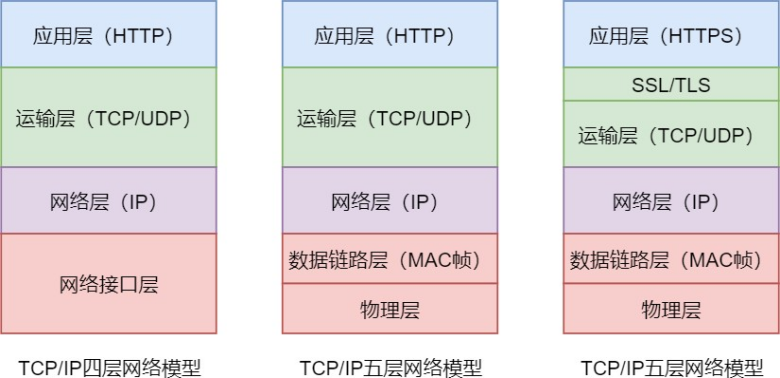 应用层（HTTP）
运输层（TCP/UDP）
网络层（IP）
网络接口层
TCP/IP四层网络模型
应用层（HTTP）
运输层（TCP/UDP）
网络层（IP）
数据链路层（MAC帧）
物理层
TCP/IP五层网络模型
应用层（HTTPS）
SSL/TLS
运输层（TCP/UDP）
网络层（IP）
数据链路层（MAC帧）
物理层
TCP/IP五层网络模型